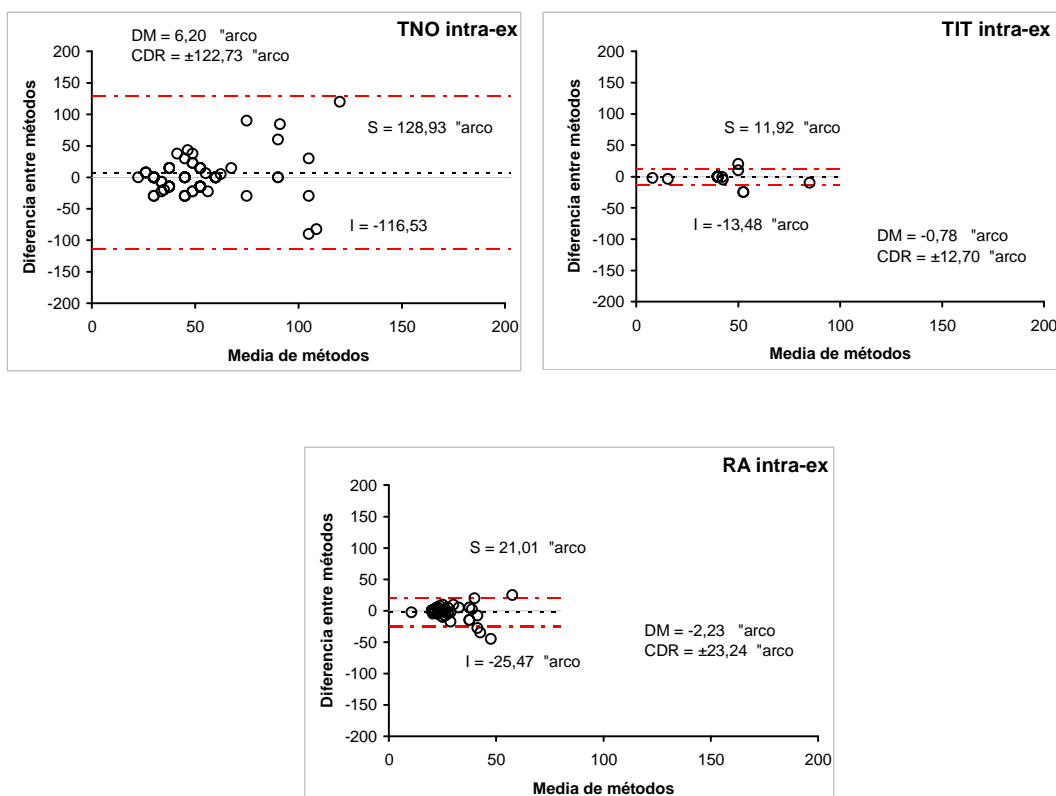 TNO intra-ex
DM = 6,20 "arco
CDR = ±122,73 "arco
S = 128,93 "arco
I = -116,53
Diferencia entre métodos
200
150
100
50
0
-50
-100
-150
-200
0 50 100 150 200
Media de métodos
TIT intra-ex
S = 11,92 "arco
I = -13,48 "arco
DM = -0,78 "arco
CDR = ±12,70 "arco
Diferencia entre métodos
200
150
100
50
0
-50
-100
-150
-200
0 50 100 150 200
Media de métodos
RA intra-ex
S = 21,01 "arco
I = -25,47 "arco
DM = -2,23 "arco
CDR = ±23,24 "arco
Diferencia entre métodos
200
150
100
50
0
-50
-100
-150
-200
0 50 100 150 200
Media de métodos